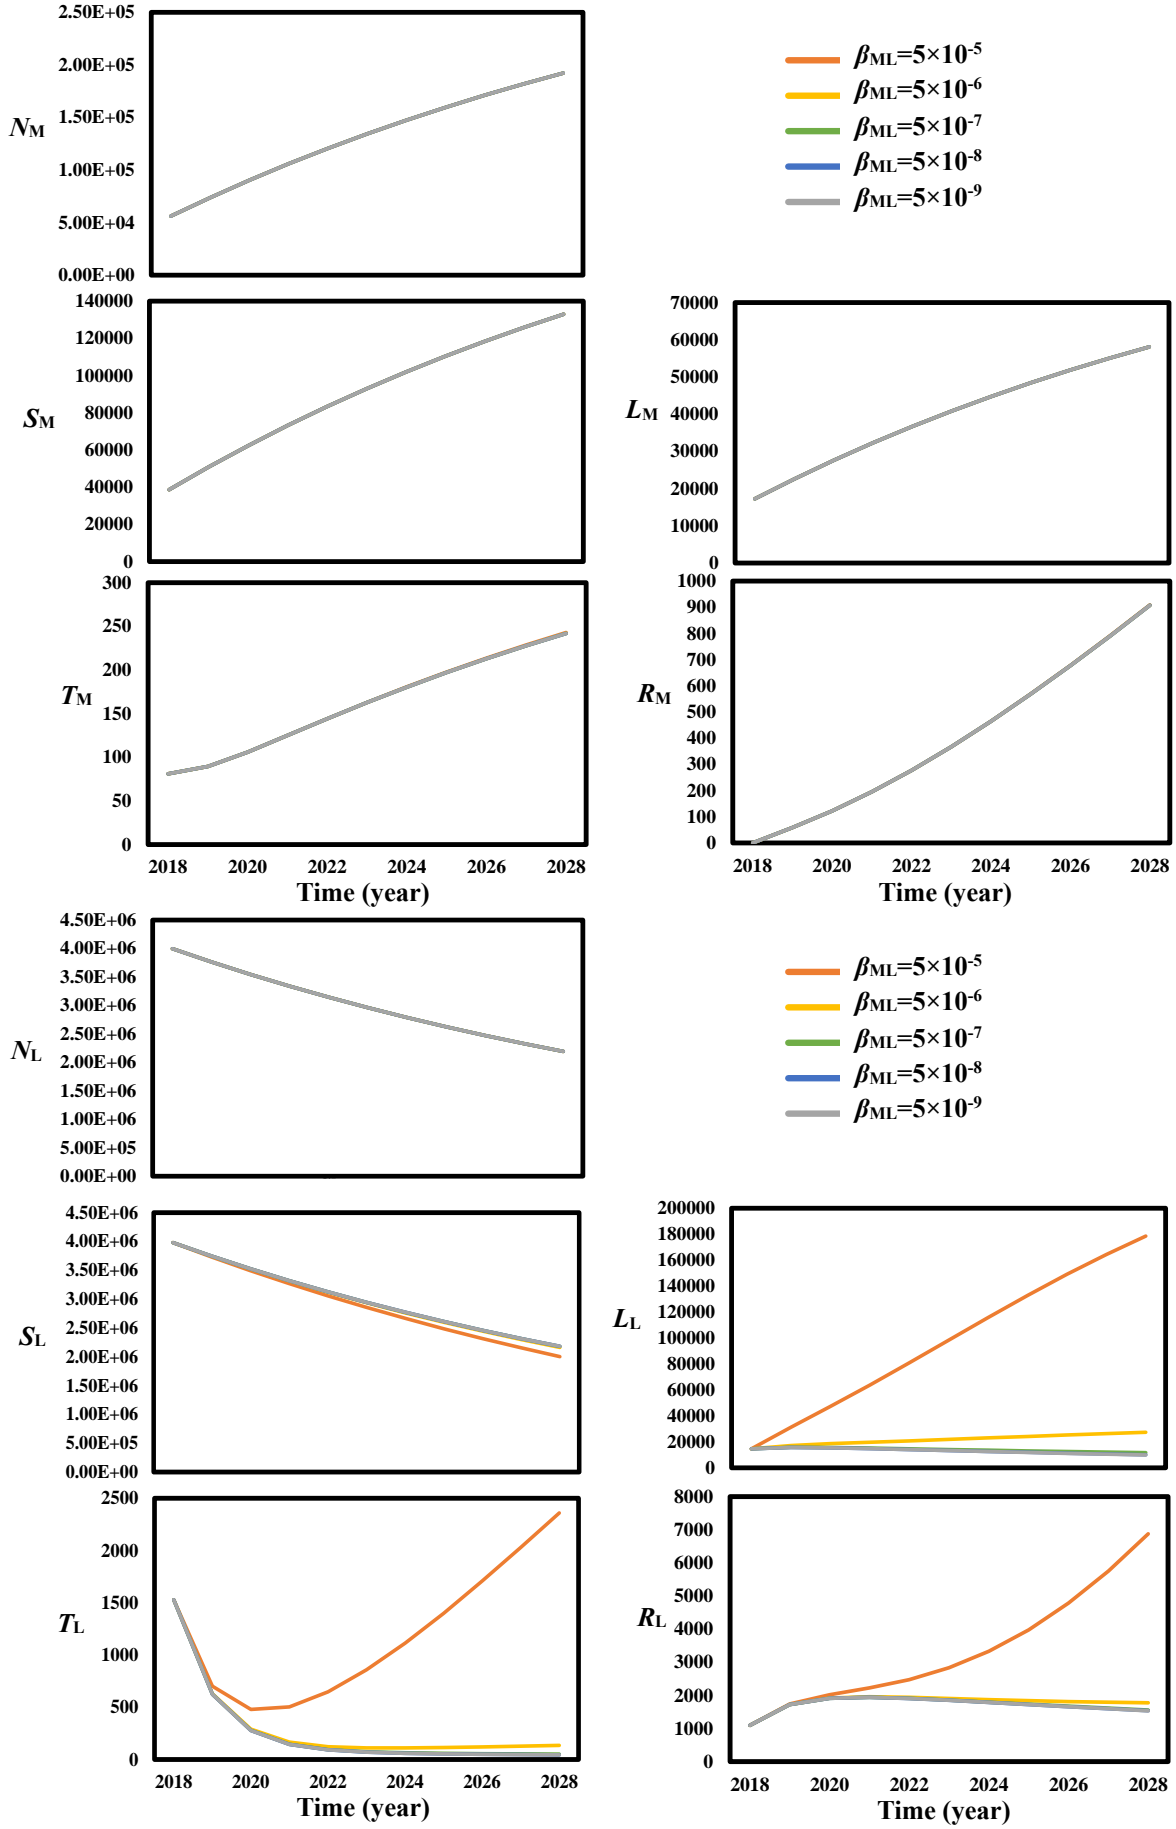 N_M
2.50E+05
2.00E+05
1.50E+05
1.00E+05
5.00E+04
0.00E+00
β_ML=5×10^-5
β_ML=5×10^-6
β_ML=5×10^-7
β_ML=5×10^-8
β_ML=5×10^-9
S_M
140000
120000
100000
80000
60000
40000
20000
0
L_M
70000
60000
50000
40000
30000
20000
10000
0
T_M
300
250
200
150
100
50
0
2018 2020 2022 2024 2026 2028
Time (year)
R_M
1000
900
800
700
600
500
400
300
200
100
0
2018 2020 2022 2024 2026 2028
Time (year)
N_L
4.50E+06
4.00E+06
3.50E+06
3.00E+06
2.50E+06
2.00E+06
1.50E+06
1.00E+06
5.00E+05
0.00E+00
β_ML=5×10^-5
β_ML=5×10^-6
β_ML=5×10^-7
β_ML=5×10^-8
β_ML=5×10^-9
S_L
4.50E+06
4.00E+06
3.50E+06
3.00E+06
2.50E+06
2.00E+06
1.50E+06
1.00E+06
5.00E+05
0.00E+00
L_L
200000
180000
160000
140000
120000
100000
80000
60000
40000
20000
0
T_L
2500
2000
1500
1000
500
0
2018 2020 2022 2024 2026 2028
Time (year)
R_L
8000
7000
6000
5000
4000
3000
2000
1000
0
2018 2020 2022 2024 2026 2028
Time (year)